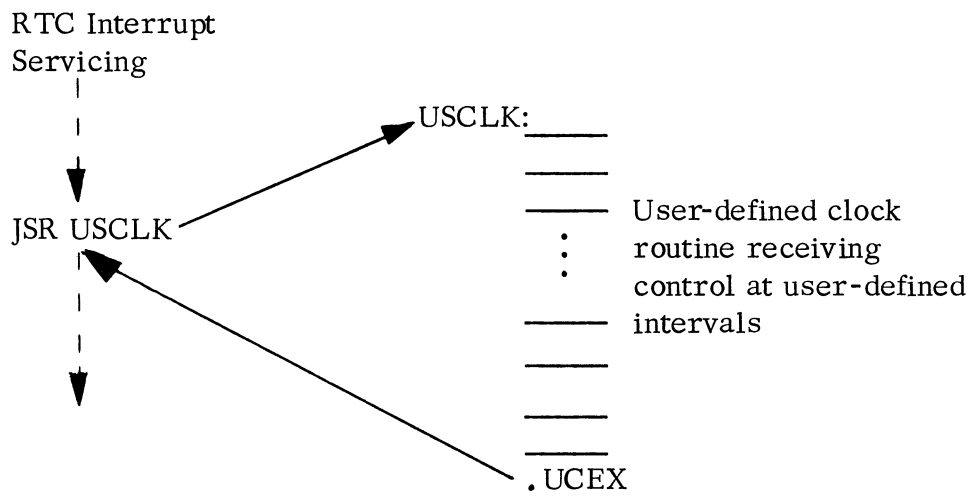 RTC Interrupt
Servicing
USCLK:
JSR USCLK
User-defined clock
routine receiving
control at user-defined
intervals
.UCEX